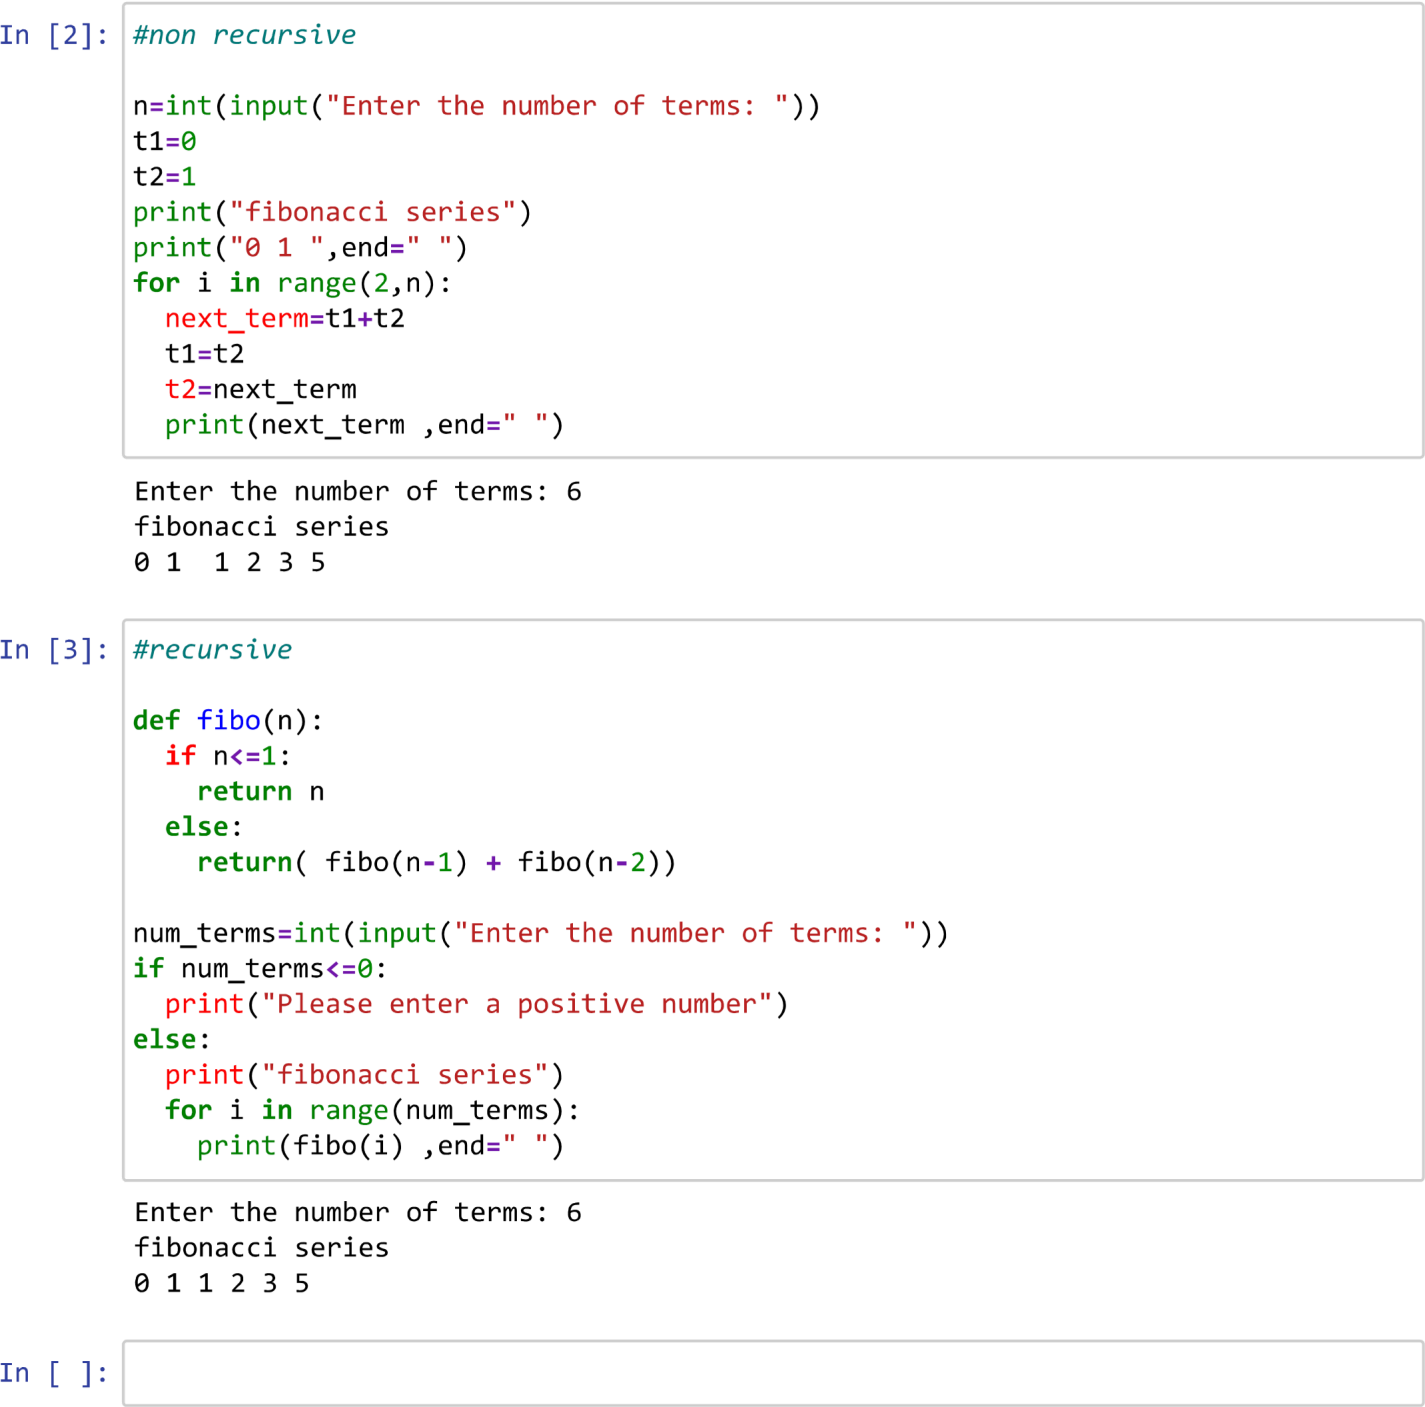 In [2]: #non recursive
n=int(input("Enter the number of terms: "))
t1=0
t2=1
print("fibonacci series")
print("0 1 ",end=" ")
for i in range(2,n):
  next_term=t1+t2
  t1=t2
  t2=next_term
  print(next_term ,end=" ")
Enter the number of terms: 6
fibonacci series
0 1  1 2 3 5
In [3]: #recursive
def fibo(n):
  if n<=1:
    return n
  else:
    return( fibo(n-1) + fibo(n-2))
num_terms=int(input("Enter the number of terms: "))
if num_terms<=0:
  print("Please enter a positive number")
else:
  print("fibonacci series")
  for i in range(num_terms):
    print(fibo(i) ,end=" ")
Enter the number of terms: 6
fibonacci series
0 1 1 2 3 5
In [ ]: